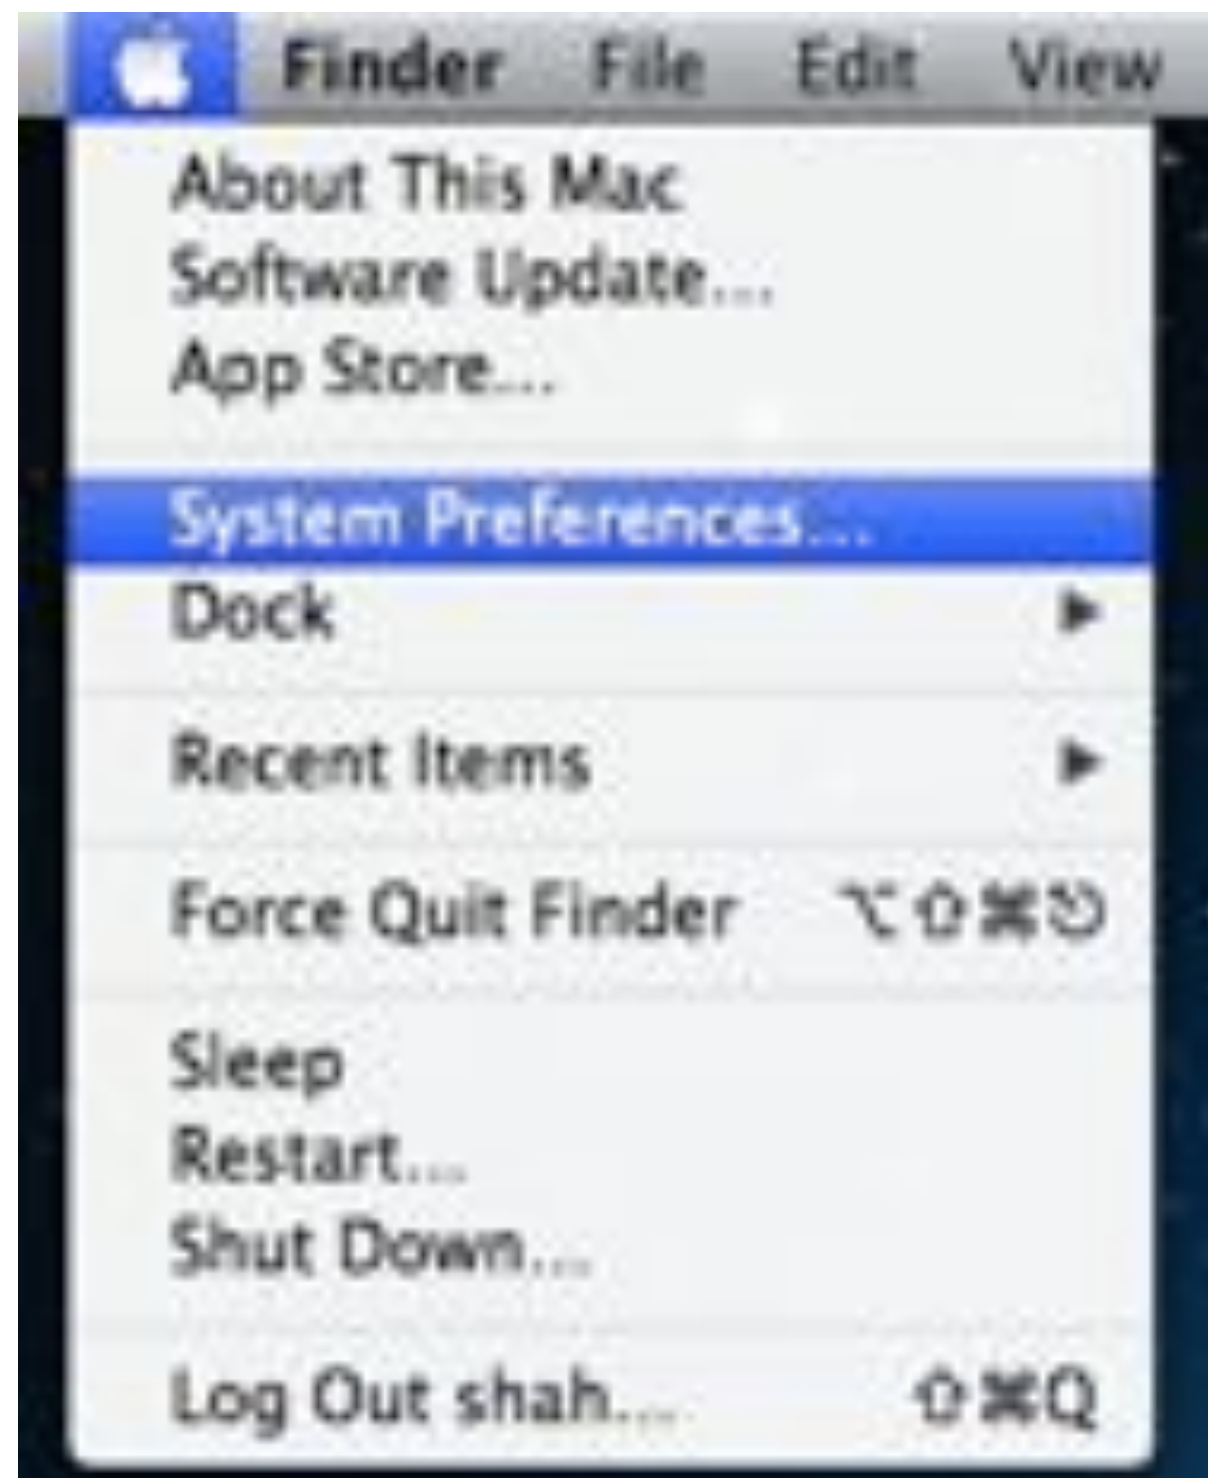 Finder File Edit View
About This Mac
Software Update...
App Store...
System Preferences...
Dock ▶
Recent Items ▶
Force Quit Finder ⌥⇧⌘⎋
Sleep
Restart...
Shut Down...
Log Out shah... ⇧⌘Q